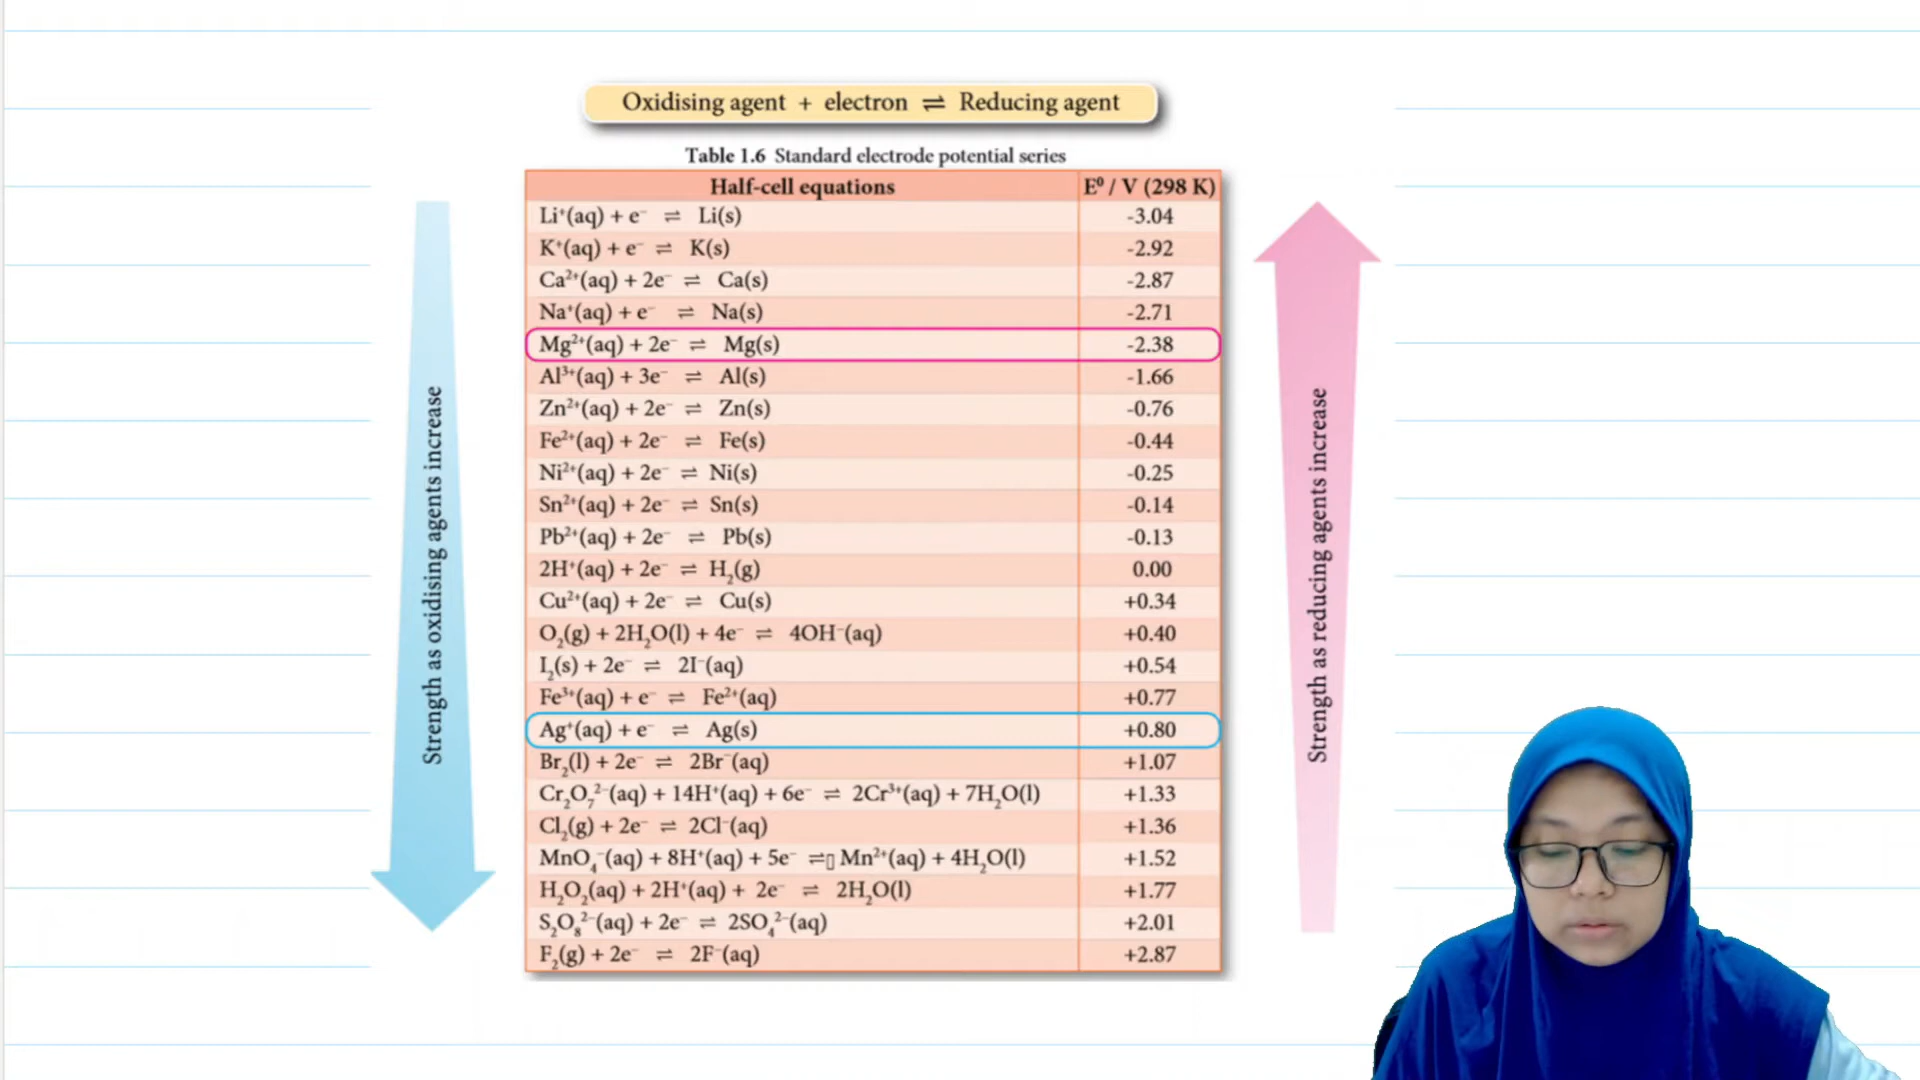 Oxidising agent + electron ⇌ Reducing agent
Table 1.6 Standard electrode potential series
Half-cell equations E⁰ / V (298 K)
Li⁺(aq) + e⁻ ⇌ Li(s) -3.04
K⁺(aq) + e⁻ ⇌ K(s) -2.92
Ca²⁺(aq) + 2e⁻ ⇌ Ca(s) -2.87
Na⁺(aq) + e⁻ ⇌ Na(s) -2.71
Mg²⁺(aq) + 2e⁻ ⇌ Mg(s) -2.38
Al³⁺(aq) + 3e⁻ ⇌ Al(s) -1.66
Zn²⁺(aq) + 2e⁻ ⇌ Zn(s) -0.76
Fe²⁺(aq) + 2e⁻ ⇌ Fe(s) -0.44
Ni²⁺(aq) + 2e⁻ ⇌ Ni(s) -0.25
Sn²⁺(aq) + 2e⁻ ⇌ Sn(s) -0.14
Pb²⁺(aq) + 2e⁻ ⇌ Pb(s) -0.13
2H⁺(aq) + 2e⁻ ⇌ H₂(g) 0.00
Cu²⁺(aq) + 2e⁻ ⇌ Cu(s) +0.34
O₂(g) + 2H₂O(l) + 4e⁻ ⇌ 4OH⁻(aq) +0.40
I₂(s) + 2e⁻ ⇌ 2I⁻(aq) +0.54
Fe³⁺(aq) + e⁻ ⇌ Fe²⁺(aq) +0.77
Ag⁺(aq) + e⁻ ⇌ Ag(s) +0.80
Br₂(l) + 2e⁻ ⇌ 2Br⁻(aq) +1.07
Cr₂O₇²⁻(aq) + 14H⁺(aq) + 6e⁻ ⇌ 2Cr³⁺(aq) + 7H₂O(l) +1.33
Cl₂(g) + 2e⁻ ⇌ 2Cl⁻(aq) +1.36
MnO₄⁻(aq) + 8H⁺(aq) + 5e⁻ ⇌▯ Mn²⁺(aq) + 4H₂O(l) +1.52
H₂O₂(aq) + 2H⁺(aq) + 2e⁻ ⇌ 2H₂O(l) +1.77
S₂O₈²⁻(aq) + 2e⁻ ⇌ 2SO₄²⁻(aq) +2.01
F₂(g) + 2e⁻ ⇌ 2F⁻(aq) +2.87
Strength as oxidising agents increase
Strength as reducing agents increase